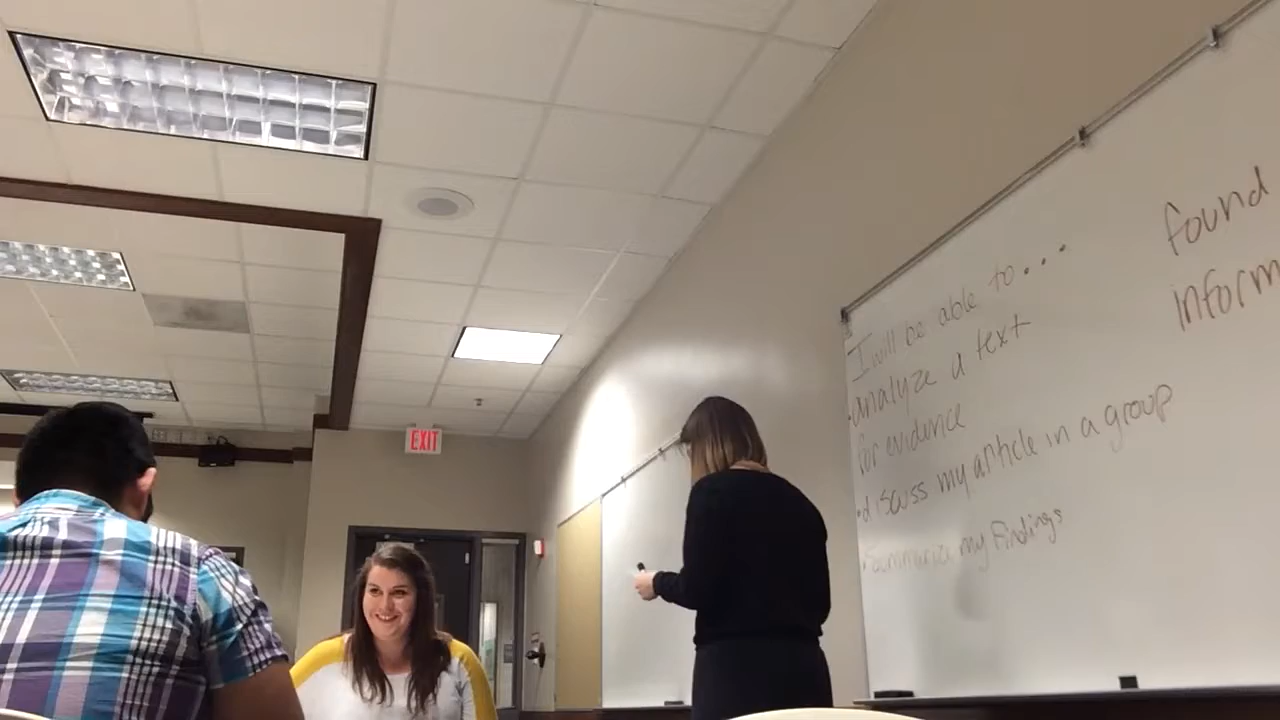 EXIT
I will be able to...
•analyze a text
for evidence
•discuss my article in a group
•Summarize my findings
found
inform